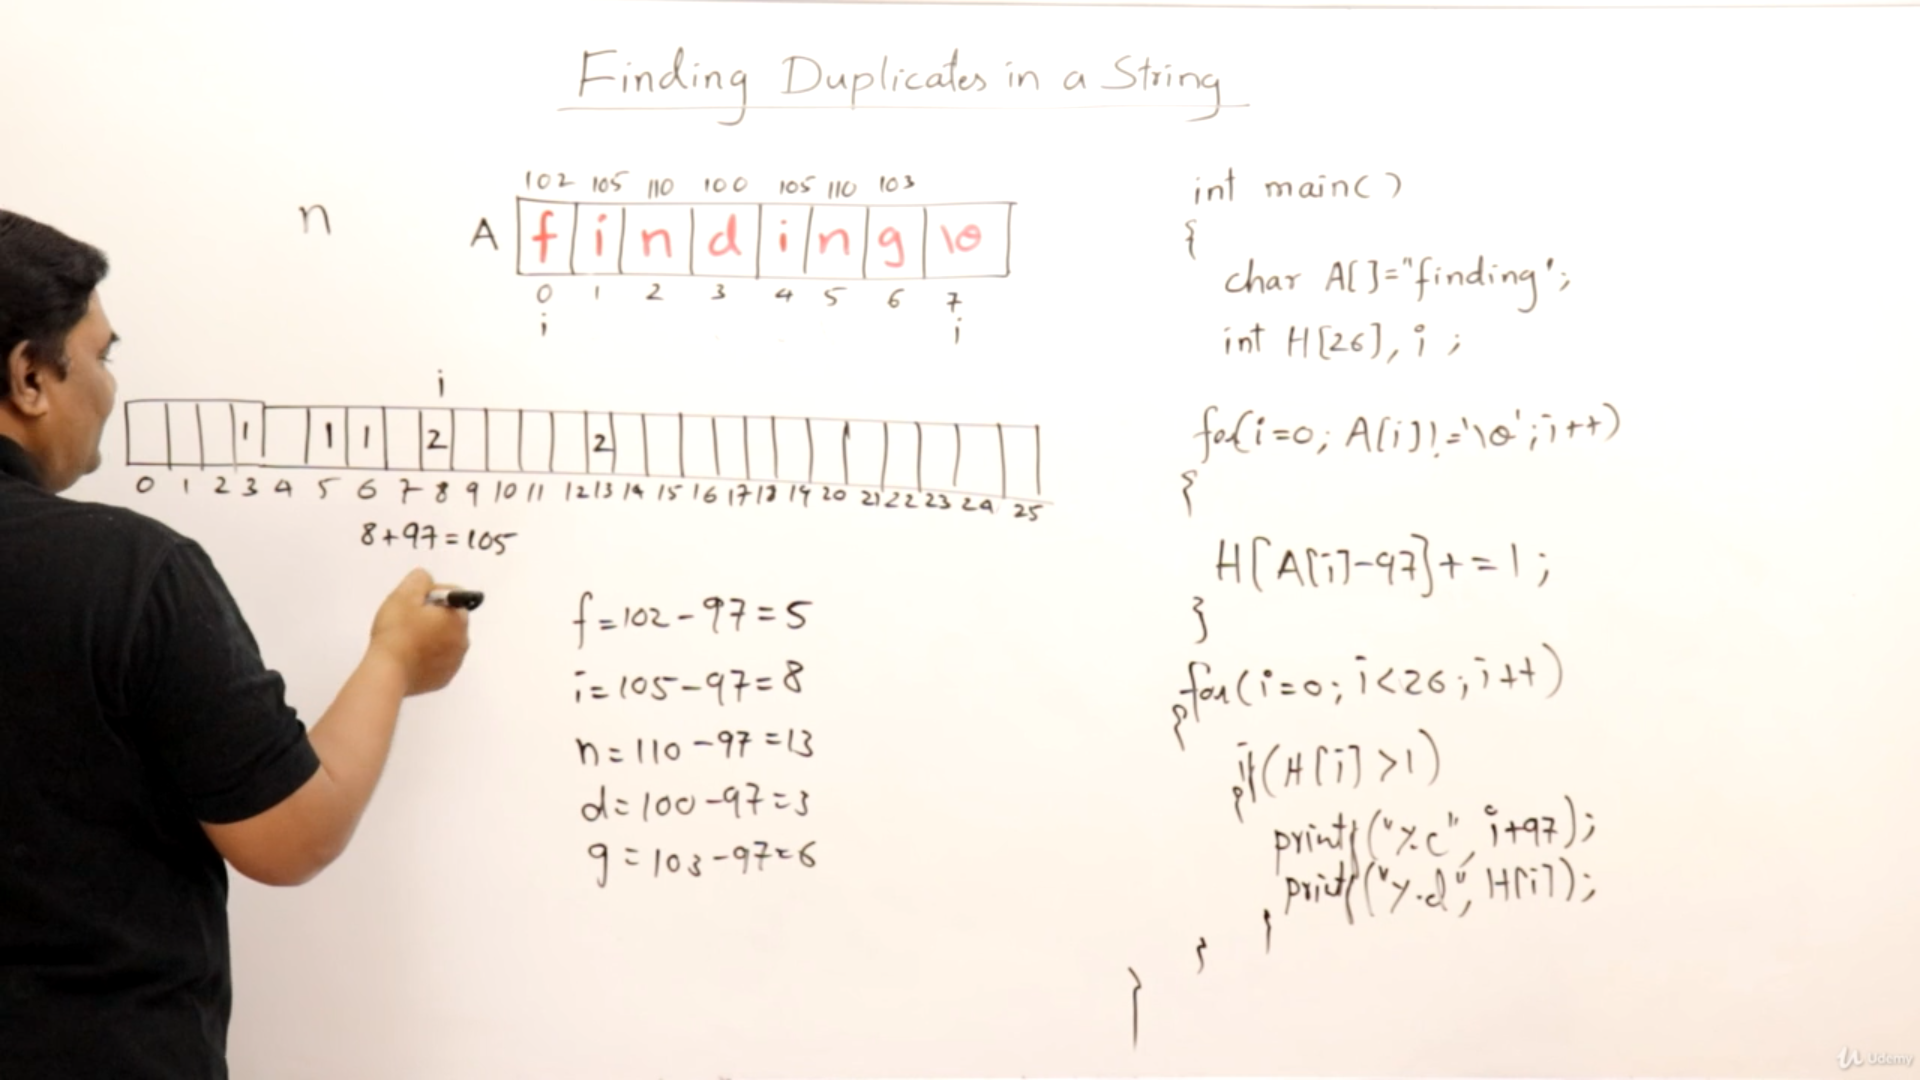 Finding Duplicates in a String
102 105 110 100 105 110 103
n
A f i n d i n g \0
0 1 2 3 4 5 6 7
i i
i
1 1 1 2 2
0 1 2 3 4 5 6 7 8 9 10 11 12 13 14 15 16 17 18 19 20 21 22 23 24 25
8+97=105
f=102-97=5
i=105-97=8
n=110-97=13
d=100-97=3
g=103-97=6
int main()
{
char A[]="finding";
int H[26], i ;
for(i=0; A[i]!='\0';i++)
{
H[A[i]-97]+=1;
}
for(i=0; i<26; i++)
{
if(H[i]>1)
{
printf("%c", i+97);
printf("%d", H[i]);
}
}
}
Udemy